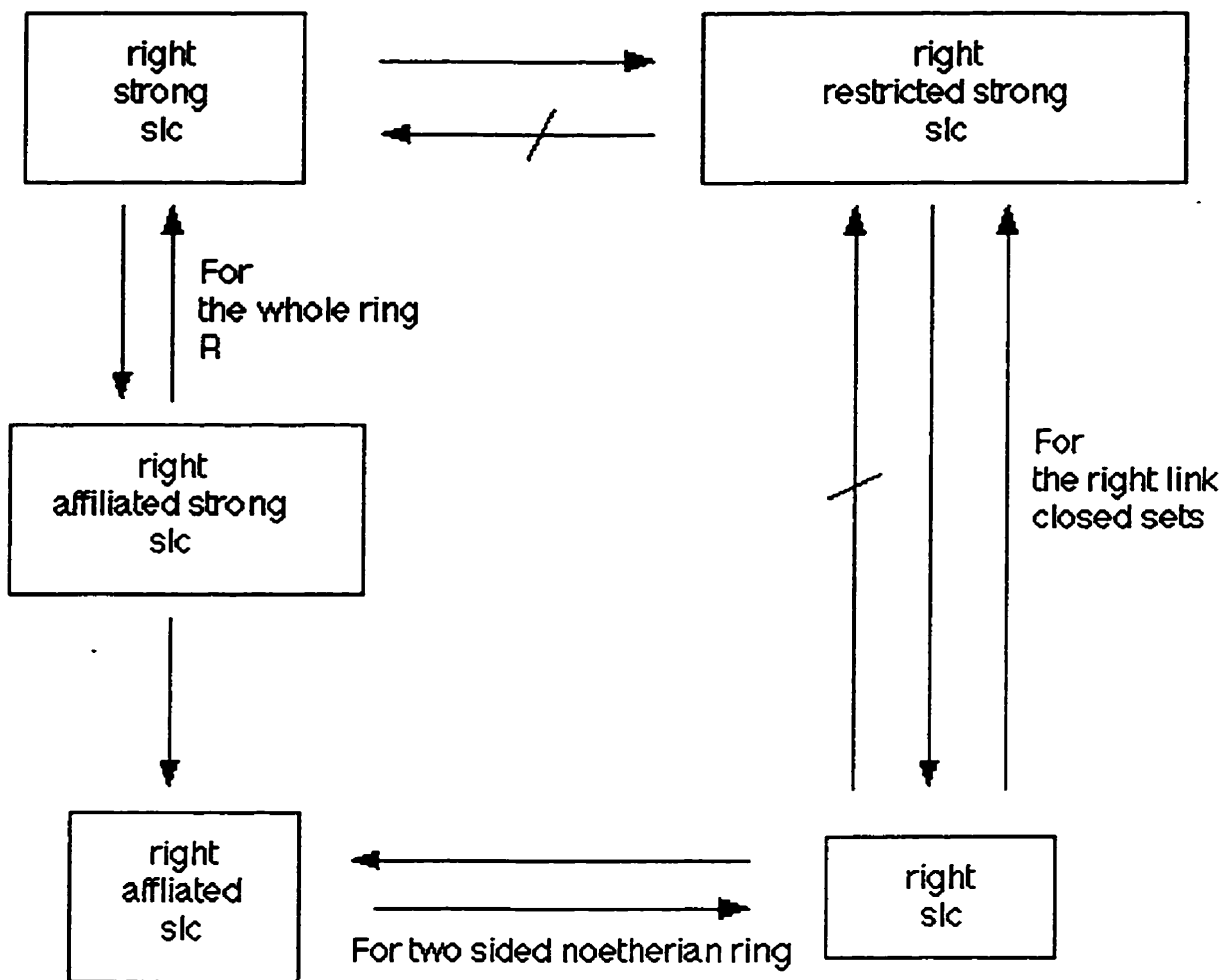 right
strong
slc
right
restricted strong
slc
For
the whole ring
R
right
affiliated strong
slc
For
the right link
closed sets
right
affliated
slc
right
slc
For two sided noetherian ring